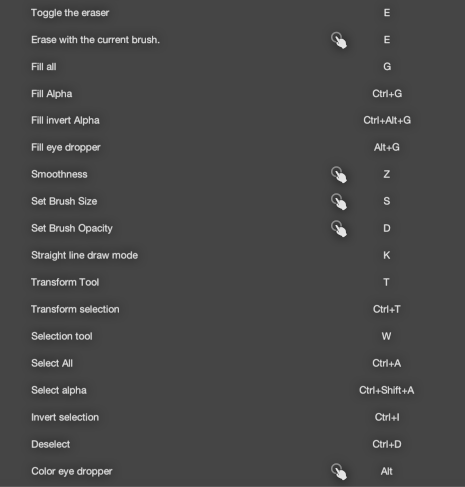 Toggle the eraser E
Erase with the current brush. E
Fill all G
Fill Alpha Ctrl+G
Fill invert Alpha Ctrl+Alt+G
Fill eye dropper Alt+G
Smoothness Z
Set Brush Size S
Set Brush Opacity D
Straight line draw mode K
Transform Tool T
Transform selection Ctrl+T
Selection tool W
Select All Ctrl+A
Select alpha Ctrl+Shift+A
Invert selection Ctrl+I
Deselect Ctrl+D
Color eye dropper Alt